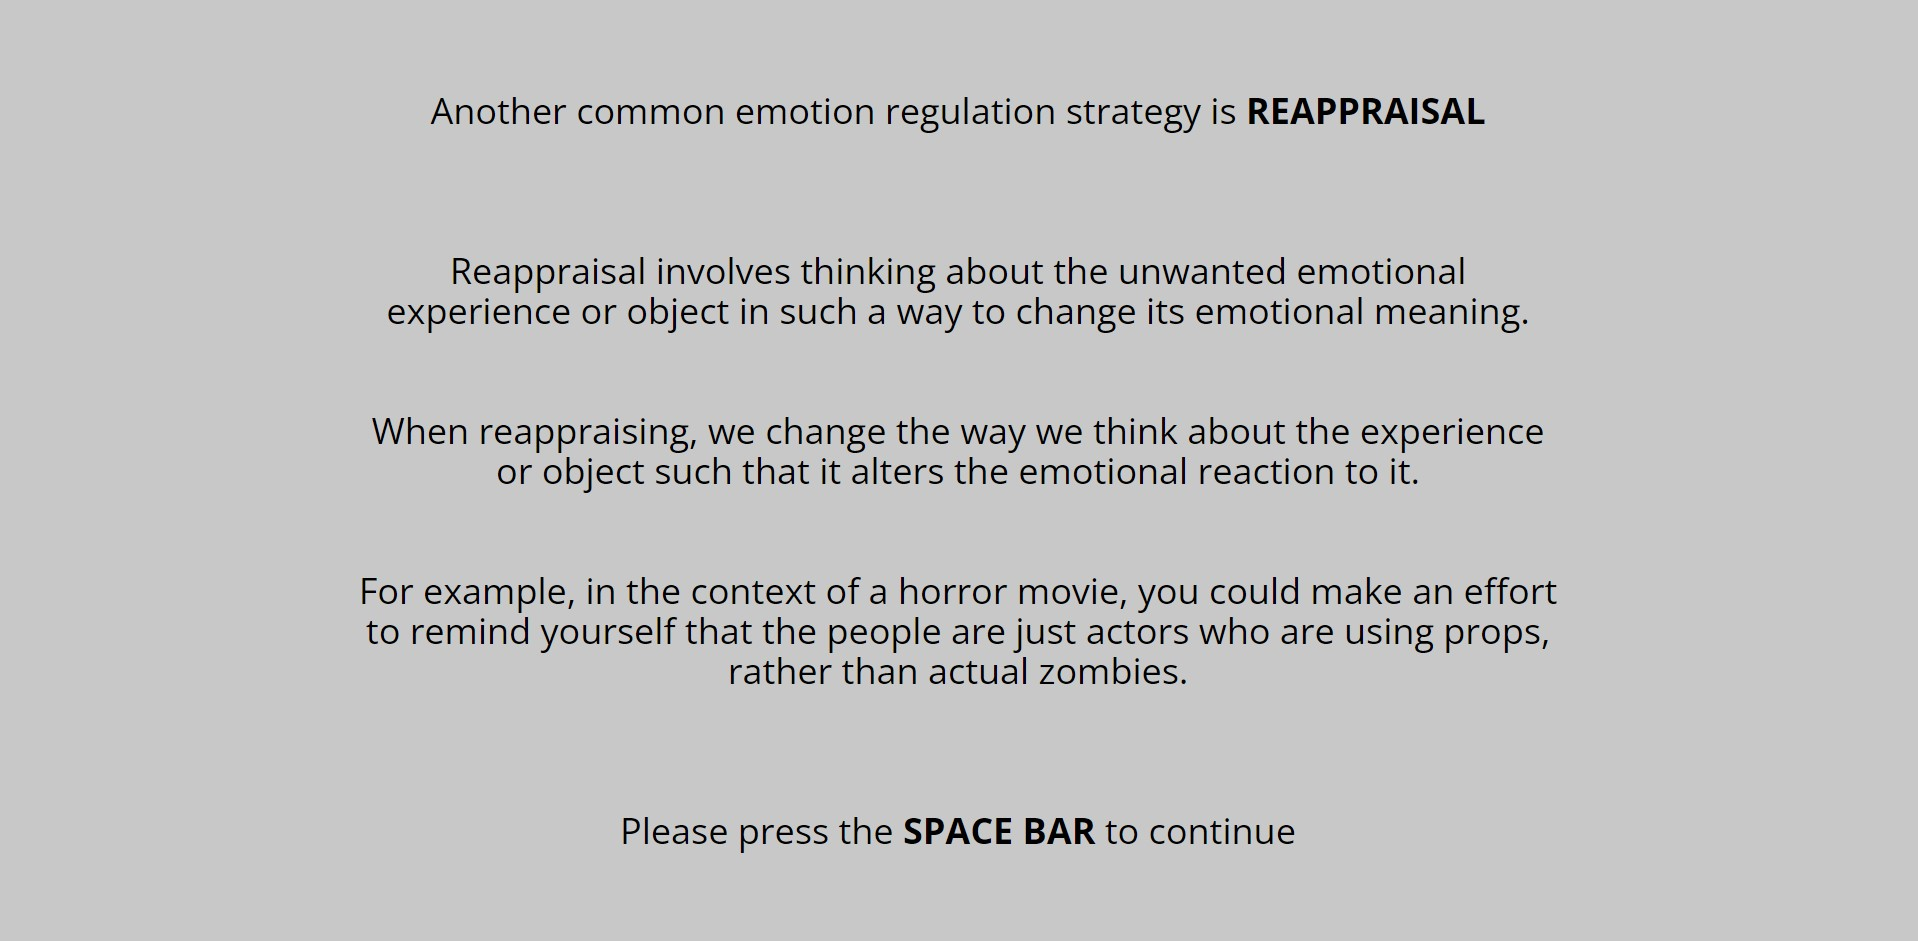 Another common emotion regulation strategy is REAPPRAISAL
Reappraisal involves thinking about the unwanted emotional
experience or object in such a way to change its emotional meaning.
When reappraising, we change the way we think about the experience
or object such that it alters the emotional reaction to it.
For example, in the context of a horror movie, you could make an effort
to remind yourself that the people are just actors who are using props,
rather than actual zombies.
Please press the SPACE BAR to continue